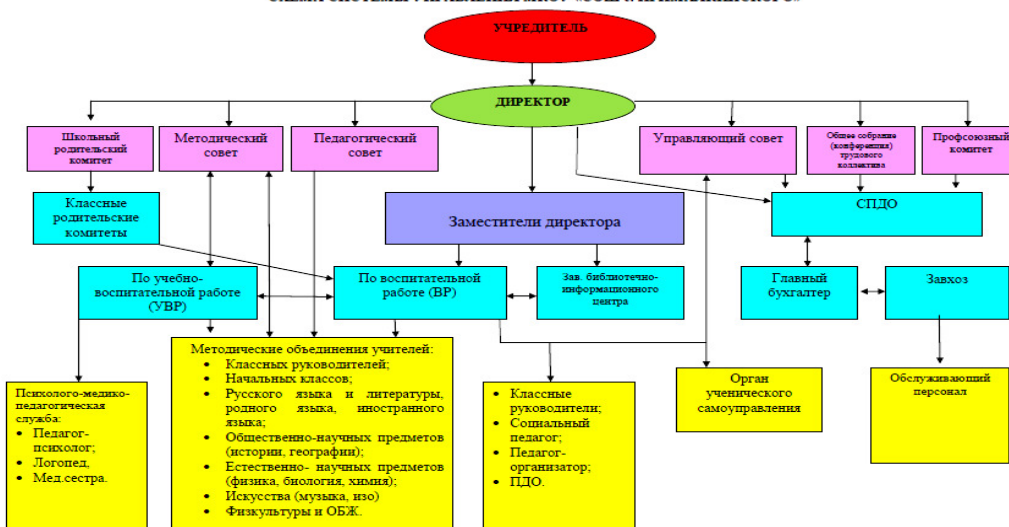 УЧРЕДИТЕЛЬ
ДИРЕКТОР
Школьный
родительский
комитет
Методический
совет
Педагогический
совет
Управляющий совет
Общее собрание
(конференция)
трудового
коллектива
Профсоюзный
комитет
Классные
родительские
комитеты
Заместители директора
СПДО
По учебно-
воспитательной работе
(УВР)
По воспитательной
работе (ВР)
Зав. библиотечно-
информационного
центра
Главный
бухгалтер
Завхоз
Психолого-медико-
педагогическая
служба:
• Педагог-
психолог;
• Логопед,
• Мед.сестра.
Методические объединения учителей:
• Классных руководителей;
• Начальных классов;
• Русского языка и литературы,
родного языка, иностранного
языка;
• Общественно-научных предметов
(истории, географии);
• Естественно- научных предметов
(физика, биология, химия);
• Искусства (музыка, изо)
• Физкультуры и ОБЖ.
• Классные
руководители;
• Социальный
педагог;
• Педагог-
организатор;
• ПДО.
Орган
ученического
самоуправления
Обслуживающий
персонал